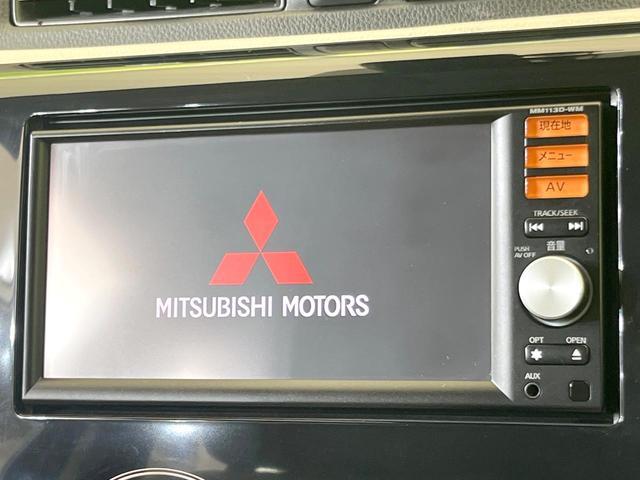 MM113D-WM
現在地
メニュー
AV
TRACK/SEEK
音量
PUSH
AV OFF
MITSUBISHI MOTORS
OPT
OPEN
AUX